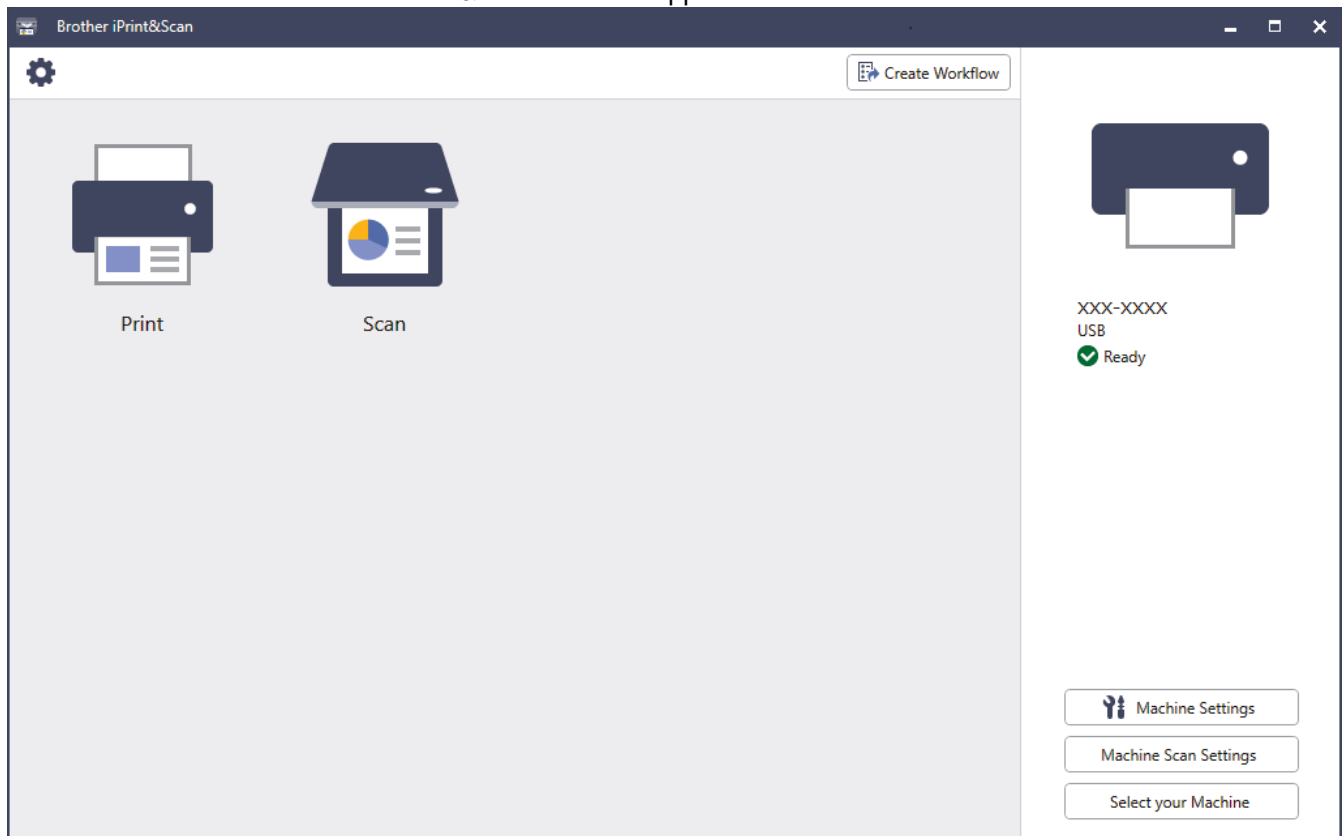 Brother iPrint&Scan
Create Workflow
Print
Scan
XXX-XXXX
USB
Ready
Machine Settings
Machine Scan Settings
Select your Machine